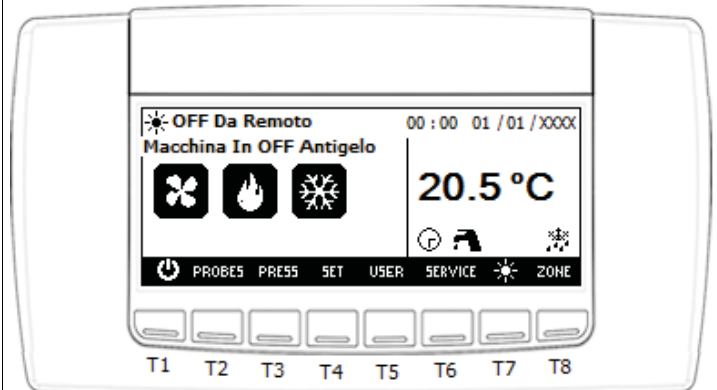 OFF Da Remoto 00 : 00 01 / 01 / XXXX
Macchina In OFF Antigelo
20.5 °C
PROBES PRESS SET USER SERVICE ZONE
T1 T2 T3 T4 T5 T6 T7 T8